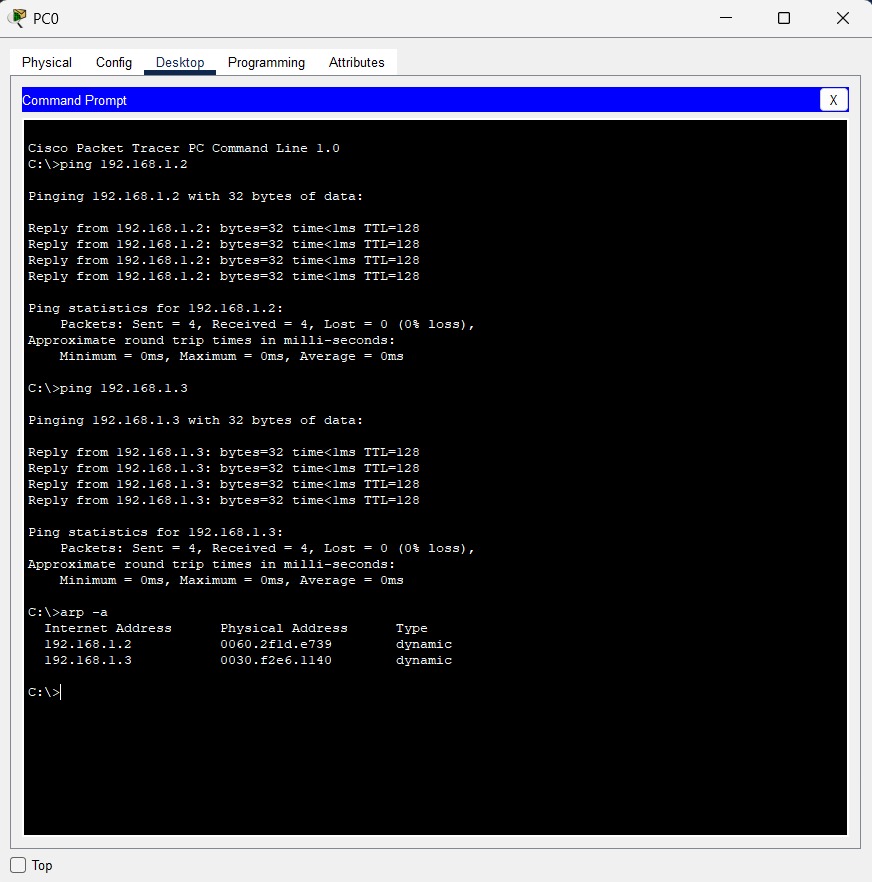 PC0
Physical Config Desktop Programming Attributes
Command Prompt X
Cisco Packet Tracer PC Command Line 1.0
C:\>ping 192.168.1.2
Pinging 192.168.1.2 with 32 bytes of data:
Reply from 192.168.1.2: bytes=32 time<1ms TTL=128
Reply from 192.168.1.2: bytes=32 time<1ms TTL=128
Reply from 192.168.1.2: bytes=32 time<1ms TTL=128
Reply from 192.168.1.2: bytes=32 time<1ms TTL=128
Ping statistics for 192.168.1.2:
Packets: Sent = 4, Received = 4, Lost = 0 (0% loss),
Approximate round trip times in milli-seconds:
Minimum = 0ms, Maximum = 0ms, Average = 0ms
C:\>ping 192.168.1.3
Pinging 192.168.1.3 with 32 bytes of data:
Reply from 192.168.1.3: bytes=32 time<1ms TTL=128
Reply from 192.168.1.3: bytes=32 time<1ms TTL=128
Reply from 192.168.1.3: bytes=32 time<1ms TTL=128
Reply from 192.168.1.3: bytes=32 time<1ms TTL=128
Ping statistics for 192.168.1.3:
Packets: Sent = 4, Received = 4, Lost = 0 (0% loss),
Approximate round trip times in milli-seconds:
Minimum = 0ms, Maximum = 0ms, Average = 0ms
C:\>arp -a
Internet Address Physical Address Type
192.168.1.2 0060.2f1d.e739 dynamic
192.168.1.3 0030.f2e6.1140 dynamic
C:\>
Top